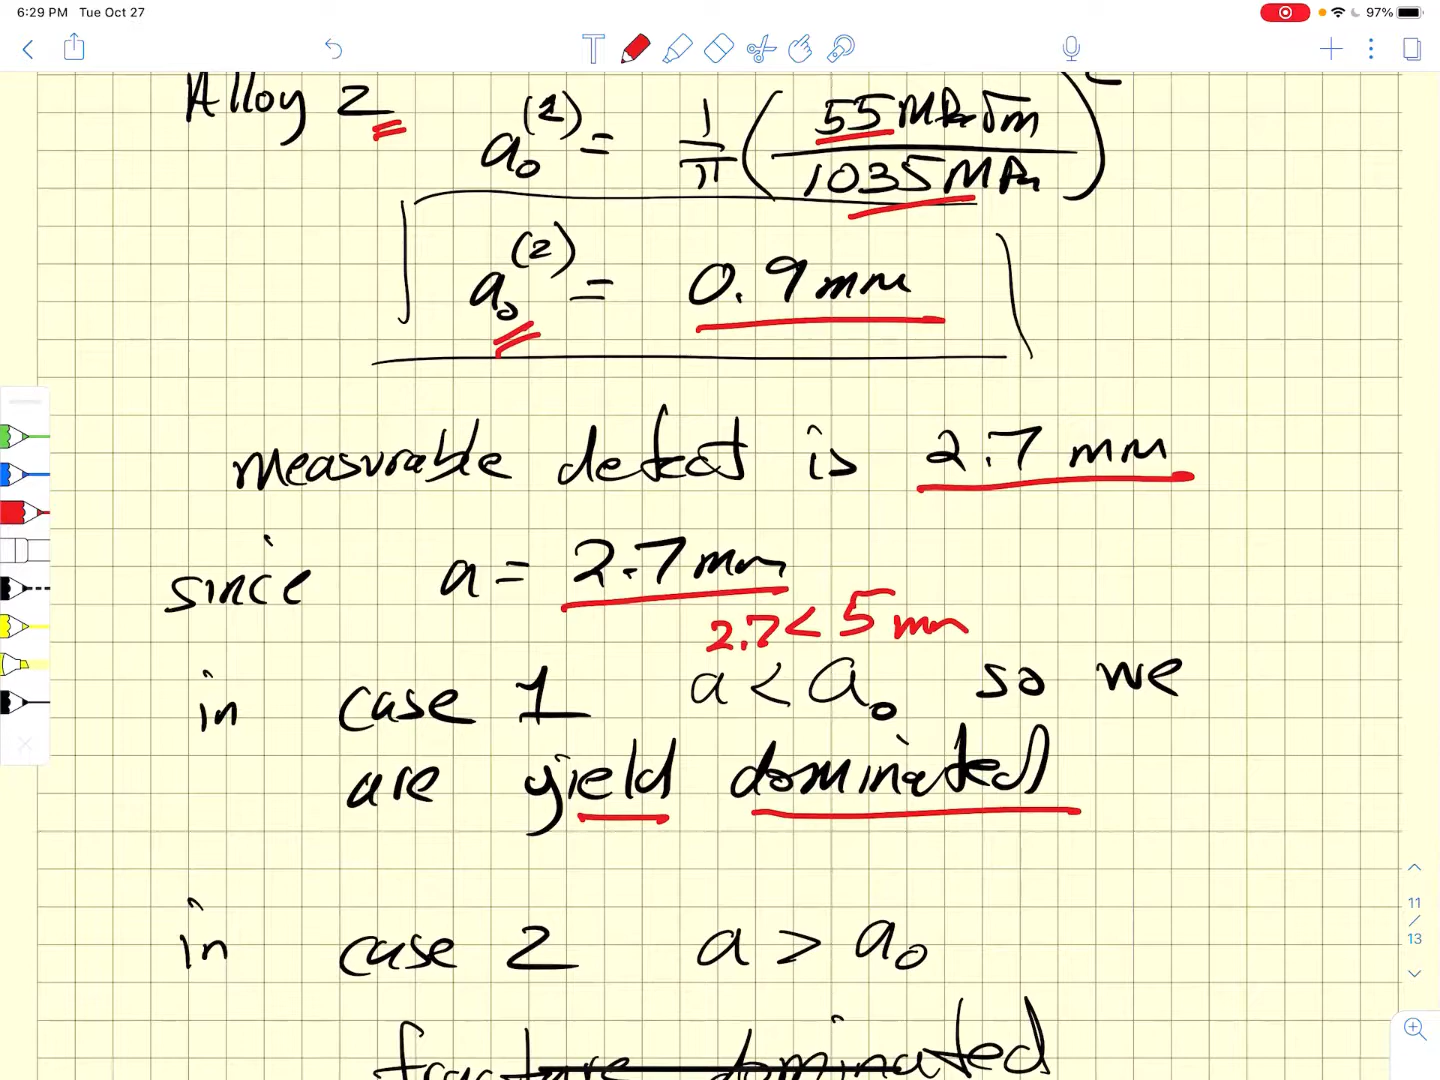 6:29 PM Tue Oct 27
97%
Alloy 2
a₀⁽²⁾ = 1/π (55 MPa√m / 1035 MPa)²
a₀⁽²⁾ = 0.9 mm
measurable defect is 2.7 mm
since a = 2.7 mm
2.7 < 5 mm
in case 1 a < a₀ so we
are yield dominated
in case 2 a > a₀
fracture dominated
11
/
13